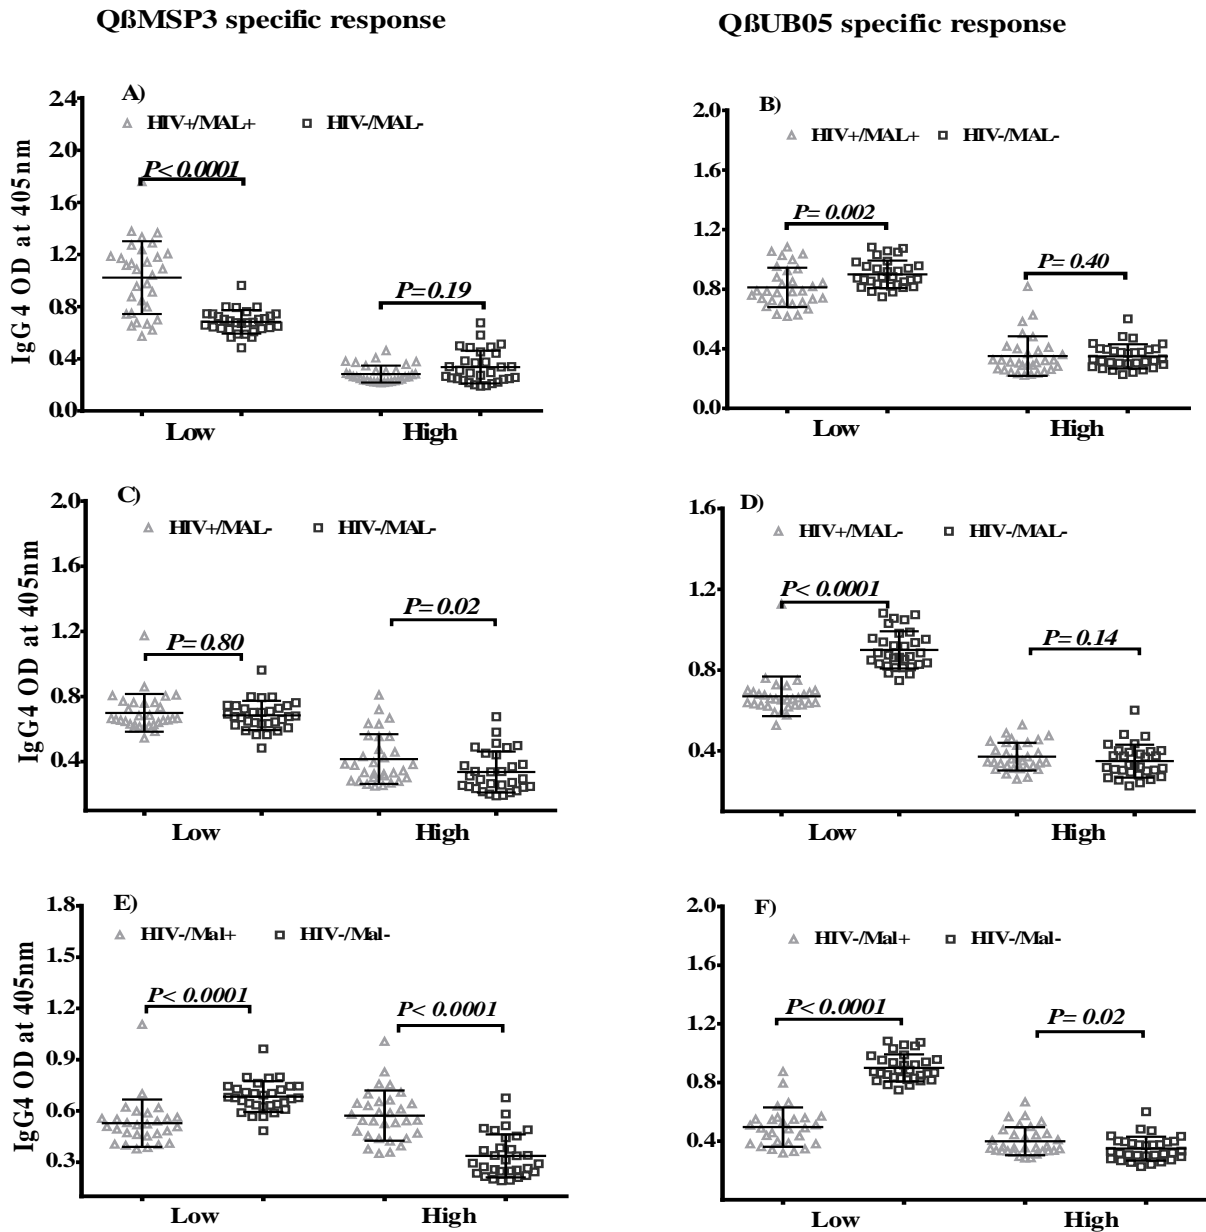 QßMSP3 specific response
QßUB05 specific response
A)
HIV+/MAL+ HIV-/MAL-
P< 0.0001
P=0.19
IgG4 OD at 405nm
2.4
2.0
1.6
1.2
0.8
0.4
0.0
Low High
B)
HIV+/MAL+ HIV-/MAL-
P= 0.002
P= 0.40
2.0
1.6
1.2
0.8
0.4
0.0
Low High
C)
HIV+/MAL- HIV-/MAL-
P= 0.80
P= 0.02
IgG4 OD at 405nm
2.0
1.6
1.2
0.8
0.4
Low High
D)
HIV+/MAL- HIV-/MAL-
P< 0.0001
P= 0.14
1.6
1.2
0.8
0.4
Low High
E)
HIV-/Mal+ HIV-/Mal-
P< 0.0001
P< 0.0001
IgG4 OD at 405nm
1.8
1.5
1.2
0.9
0.6
0.3
Low High
F)
HIV-/Mal+ HIV-/Mal-
P< 0.0001
P= 0.02
2.0
1.6
1.2
0.8
0.4
Low High